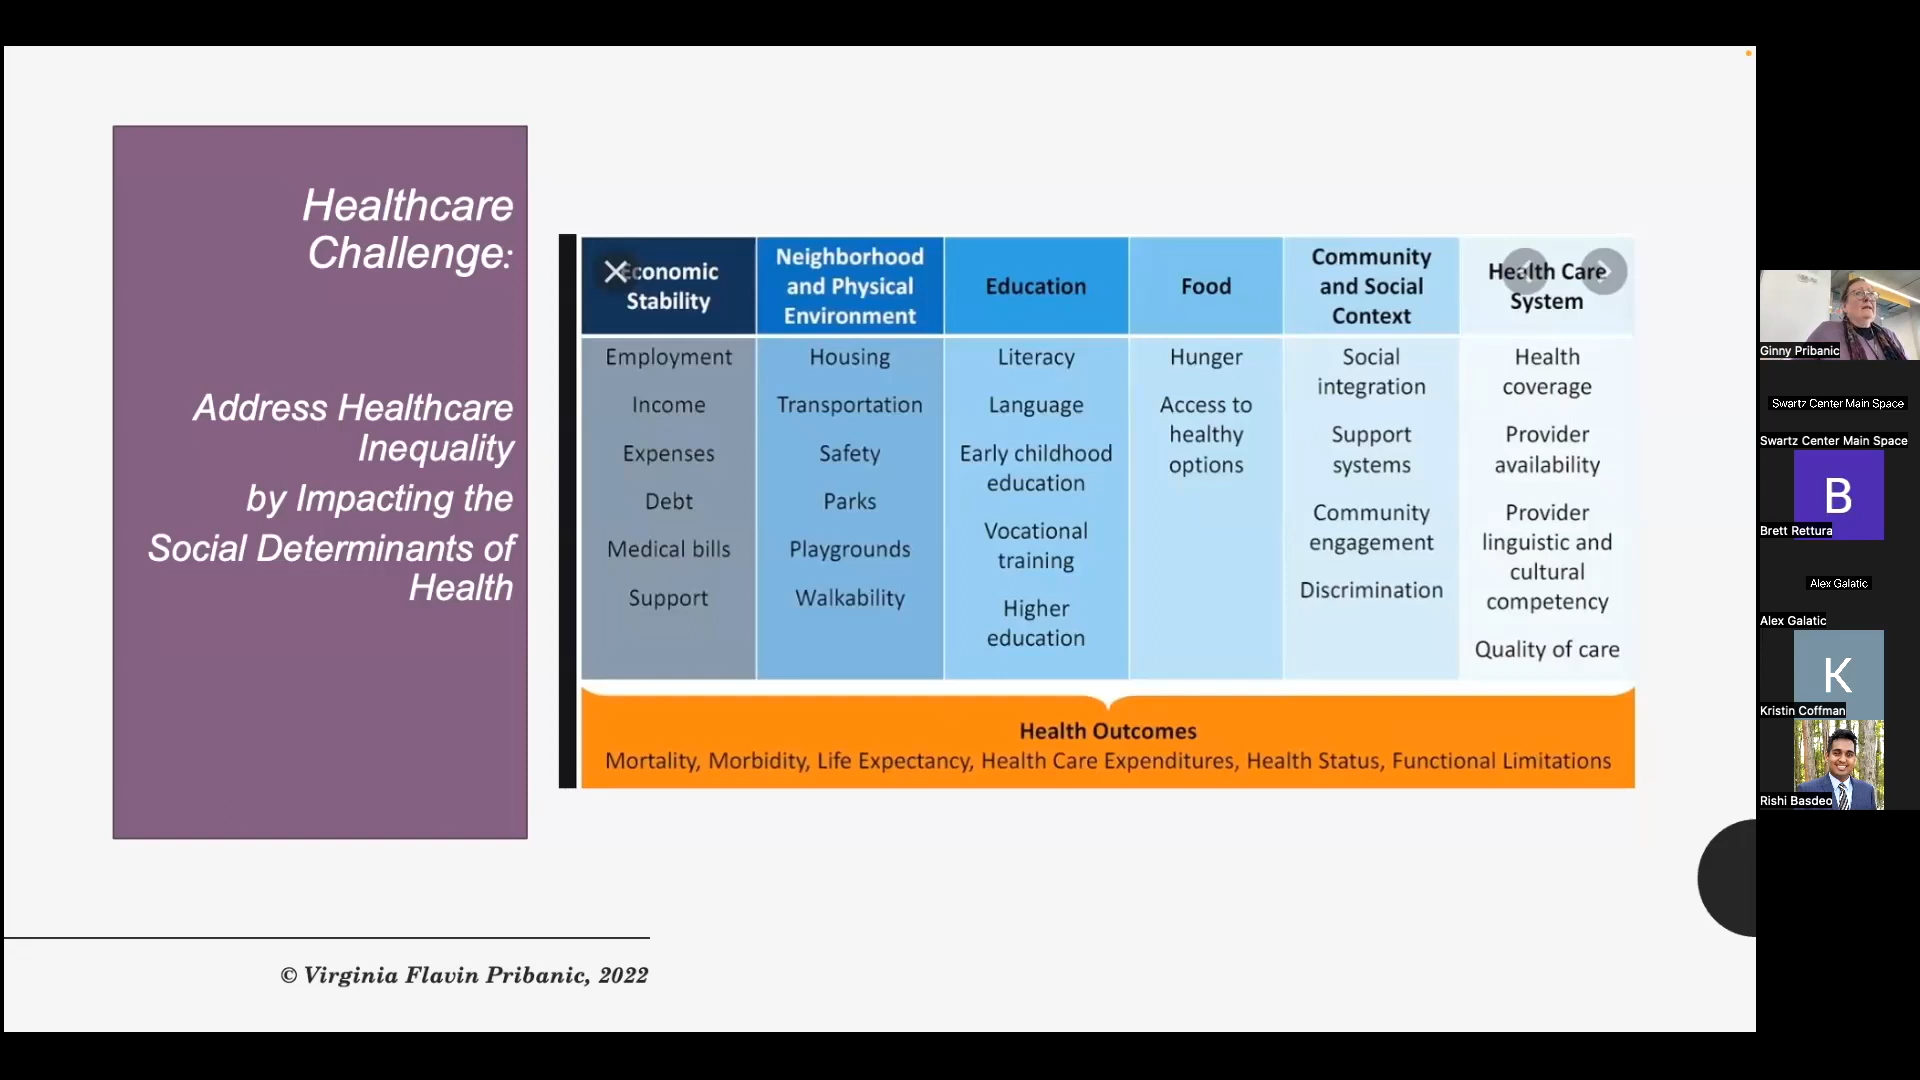 Healthcare
Challenge:
Address Healthcare
Inequality
by Impacting the
Social Determinants of
Health
Economic
Stability
Employment
Income
Expenses
Debt
Medical bills
Support
Neighborhood
and Physical
Environment
Housing
Transportation
Safety
Parks
Playgrounds
Walkability
Education
Literacy
Language
Early childhood
education
Vocational
training
Higher
education
Food
Hunger
Access to
healthy
options
Community
and Social
Context
Social
integration
Support
systems
Community
engagement
Discrimination
Health Care
System
Health
coverage
Provider
availability
Provider
linguistic and
cultural
competency
Quality of care
Health Outcomes
Mortality, Morbidity, Life Expectancy, Health Care Expenditures, Health Status, Functional Limitations
© Virginia Flavin Pribanic, 2022
Ginny Pribanic
Swartz Center Main Space
Swartz Center Main Space
B
Brett Rettura
Alex Galatic
Alex Galatic
K
Kristin Coffman
Rishi Basdeo